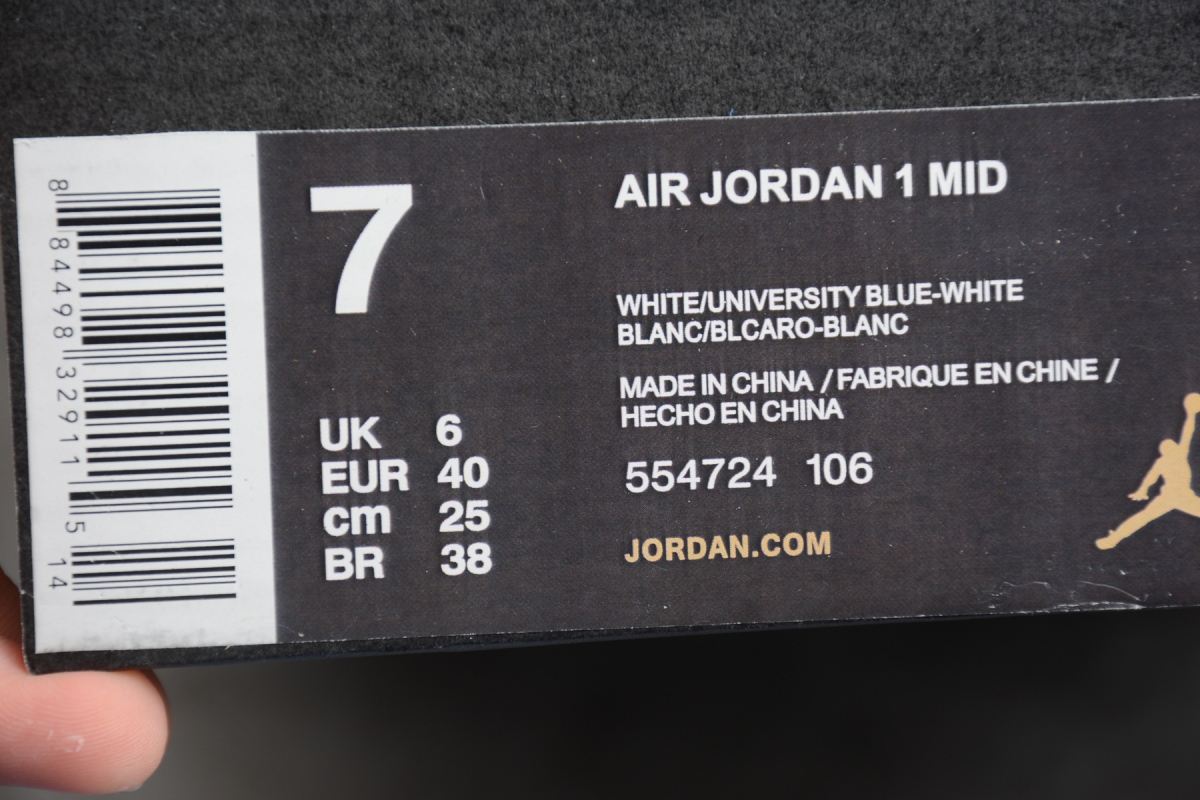 8 84498 32911 5 14
7
UK 6
EUR 40
cm 25
BR 38
AIR JORDAN 1 MID
WHITE/UNIVERSITY BLUE-WHITE
BLANC/BLCARO-BLANC
MADE IN CHINA / FABRIQUE EN CHINE /
HECHO EN CHINA
554724 106
JORDAN.COM